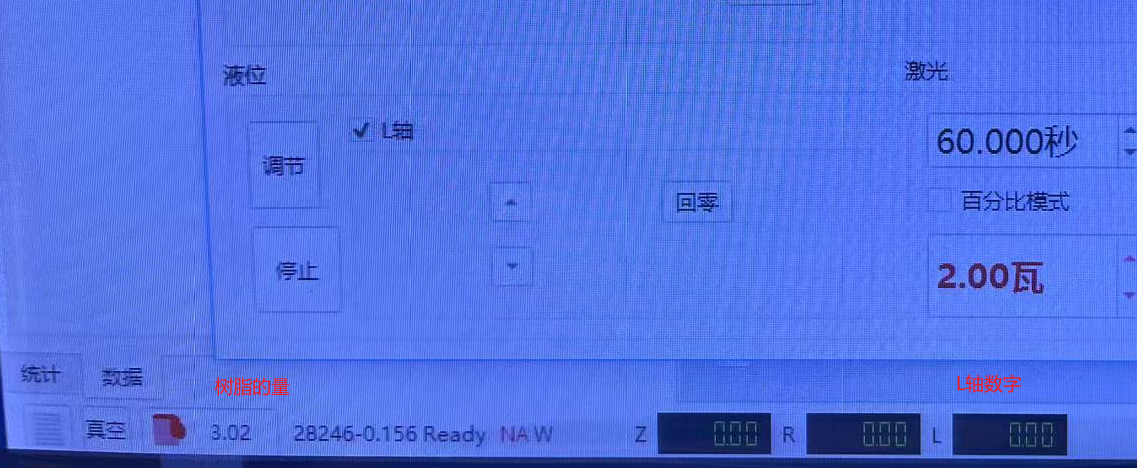 液位
激光
L轴
60.000秒
调节
回零
百分比模式
停止
2.00瓦
统计
数据
树脂的量
L轴数字
真空
3.02
28246-0.156 Ready NA W
Z 0.00 R 0.00 L 0.00